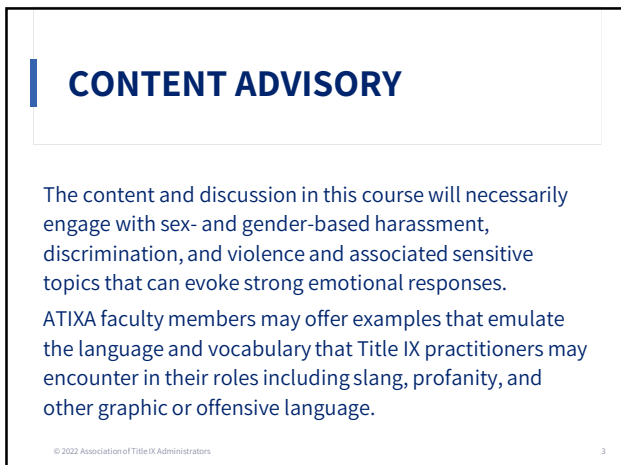 CONTENT ADVISORY
The content and discussion in this course will necessarily
engage with sex- and gender-based harassment,
discrimination, and violence and associated sensitive
topics that can evoke strong emotional responses.
ATIXA faculty members may offer examples that emulate
the language and vocabulary that Title IX practitioners may
encounter in their roles including slang, profanity, and
other graphic or offensive language.
© 2022 Association of Title IX Administrators
3